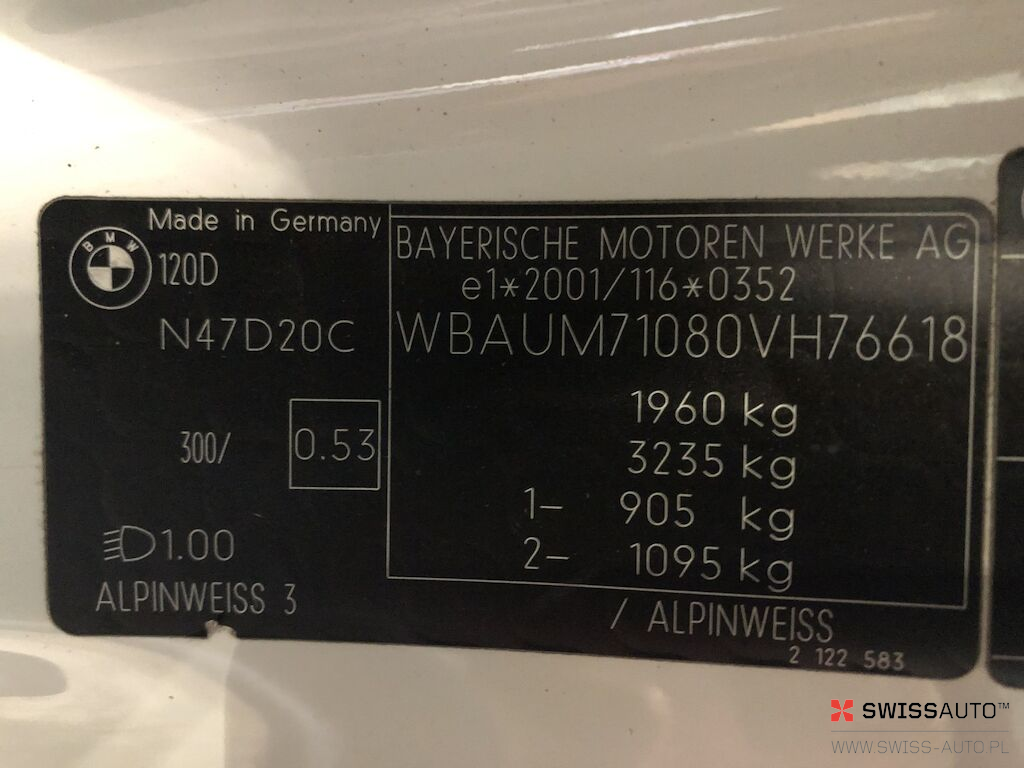 Made in Germany
BMW
120D
N47D20C
300/ 0.53
1.00
ALPINWEISS 3
BAYERISCHE MOTOREN WERKE AG
e1*2001/116*0352
WBAUM71080VH76618
1960 kg
3235 kg
1- 905 kg
2- 1095 kg
/ ALPINWEISS
2 122 583
SWISSAUTO™
WWW.SWISS-AUTO.PL